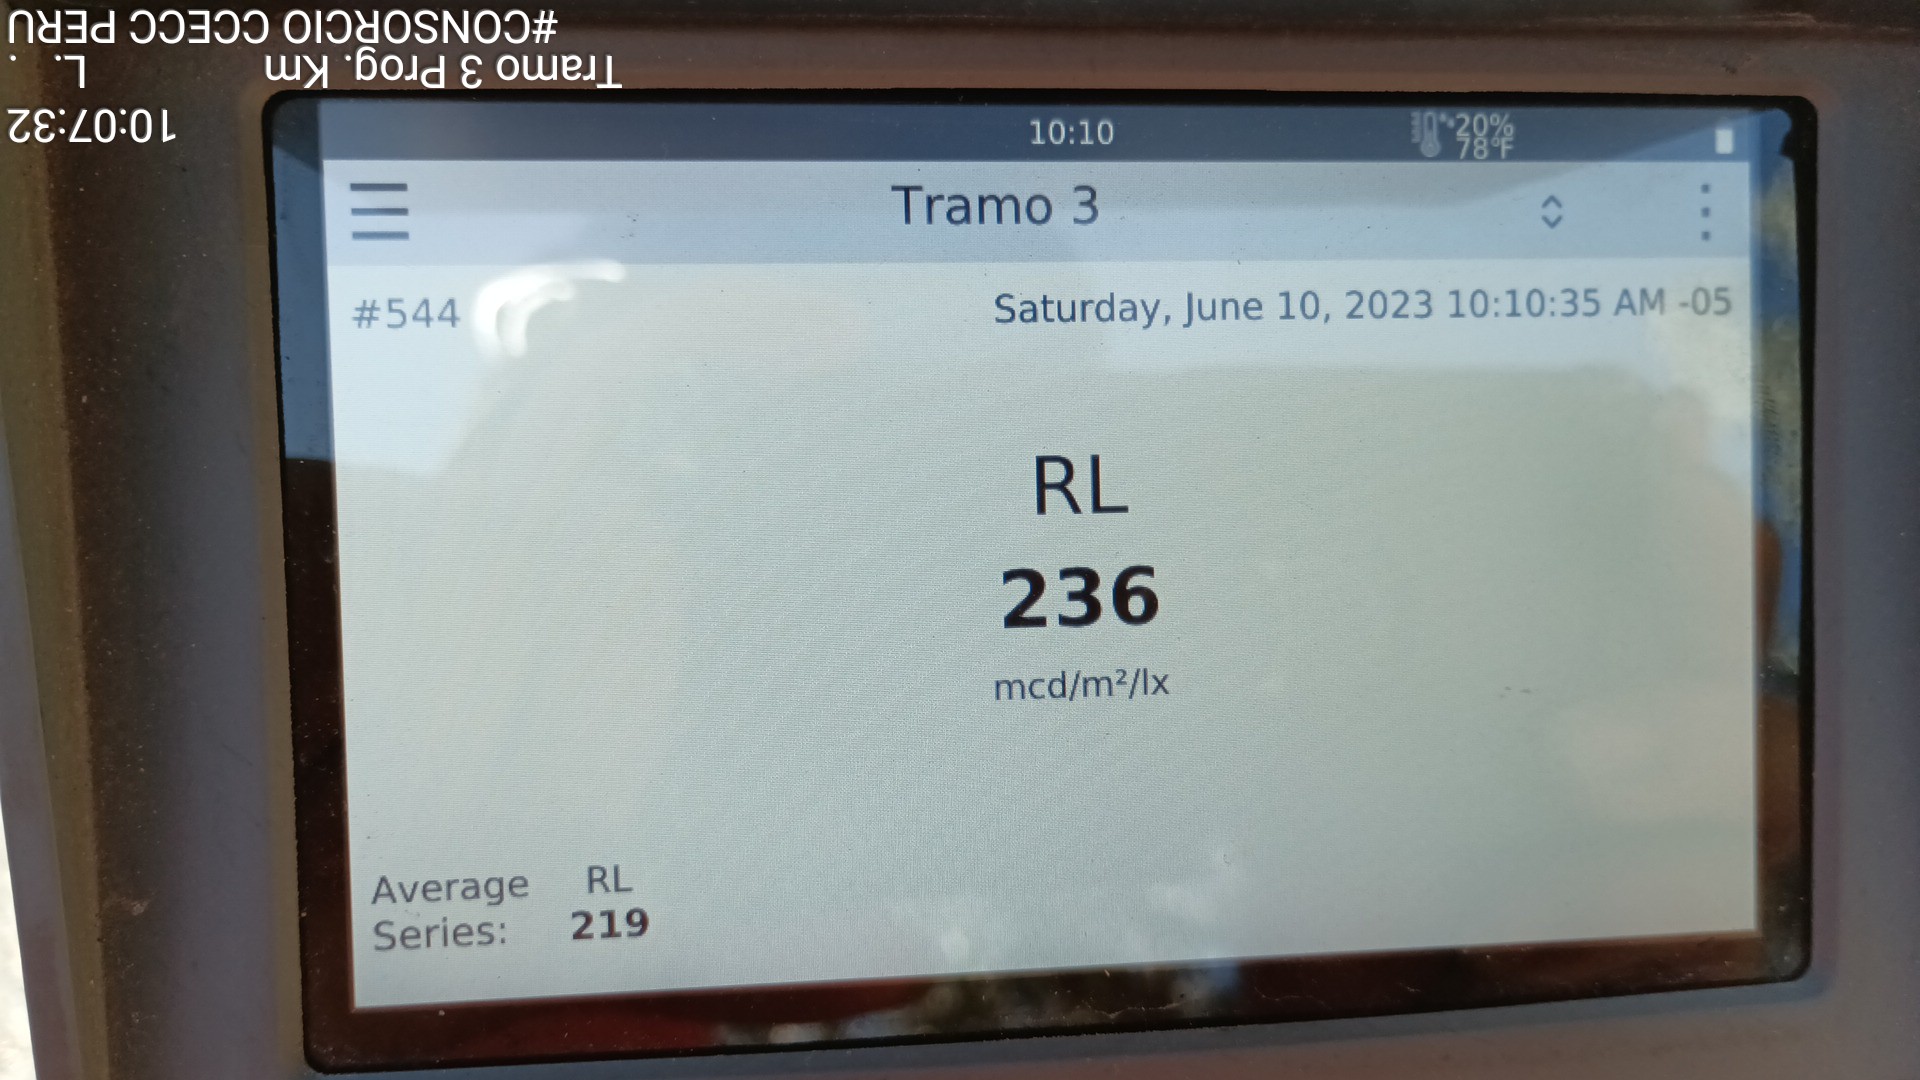 10:10
20%
78°F
Tramo 3
#544 Saturday, June 10, 2023 10:10:35 AM -05
RL
236
mcd/m²/lx
Average RL
Series: 219
10:07:32
Tramo 3 Prog. Km L. .
#CONSORCIO CCECC PERU